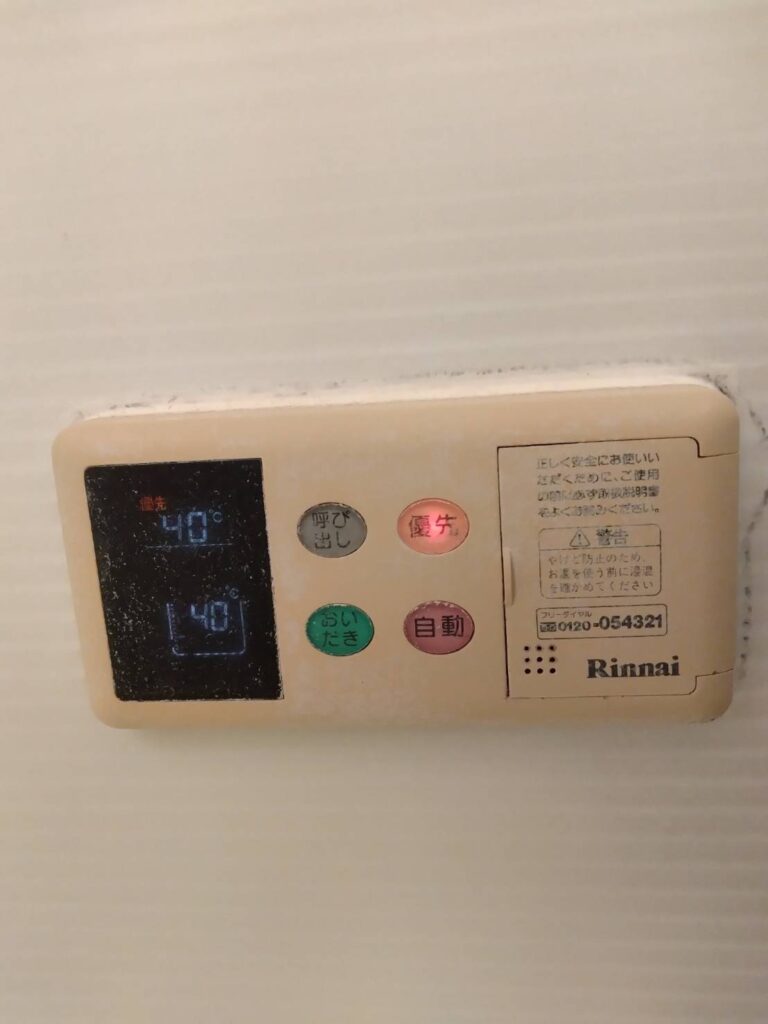 優先
40℃
40℃
呼び
出し
優先
おい
だき
自動
正しく安全にお使いい
ただくために、ご使用
の前に必ず取扱説明書
をよくお読みください。
警告
やけど防止のため、
お湯を使う前に湯温
を確かめてください
フリーダイヤル
0120-054321
Rinnai